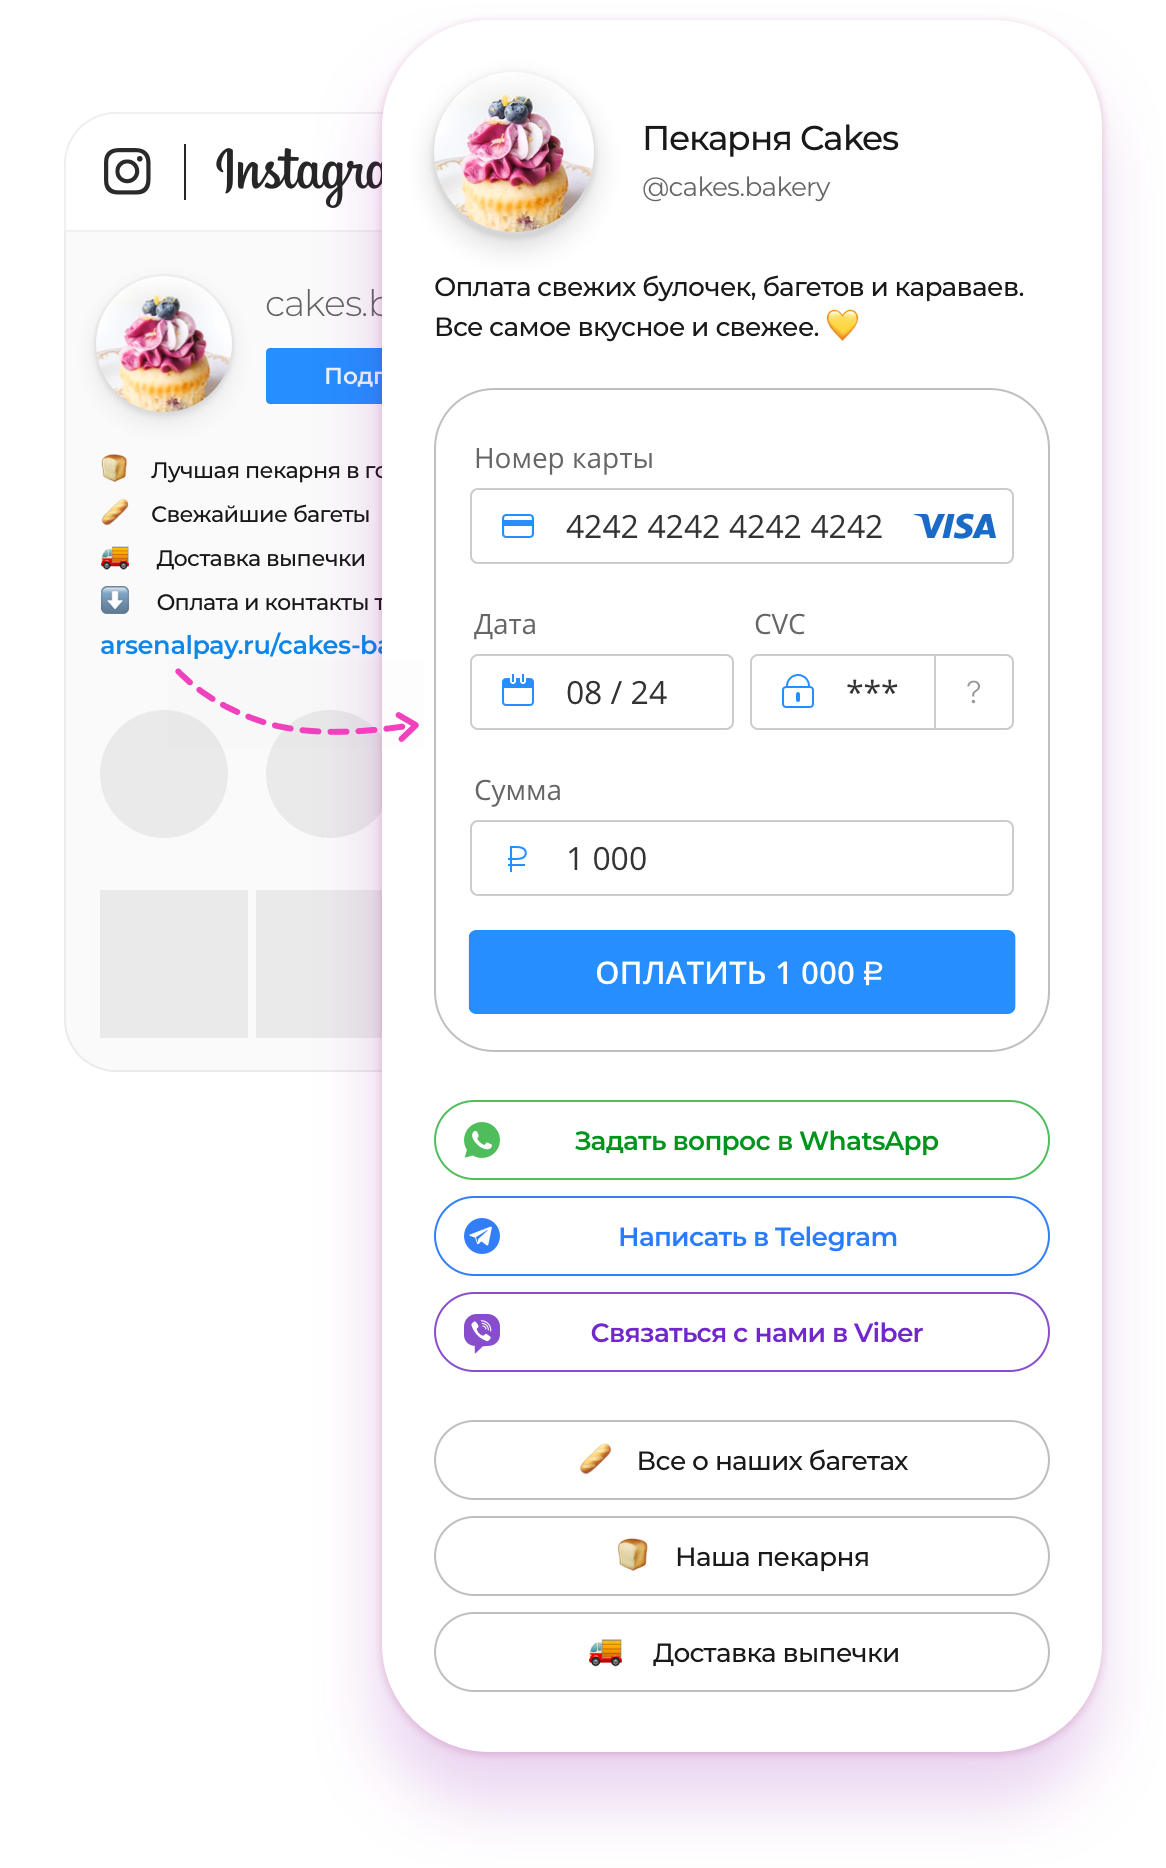 Instagra
cakes.b
Лучшая пекарня в го
Свежайшие багеты
Доставка выпечки
Оплата и контакты т
arsenalpay.ru/cakes-ba
Пекарня Cakes
@cakes.bakery
Оплата свежих булочек, багетов и караваев.
Все самое вкусное и свежее.
Номер карты
4242 4242 4242 4242 VISA
Дата
08 / 24
CVC
*** ?
Сумма
₽ 1 000
ОПЛАТИТЬ 1 000 ₽
Задать вопрос в WhatsApp
Написать в Telegram
Связаться с нами в Viber
Все о наших багетах
Наша пекарня
Доставка выпечки